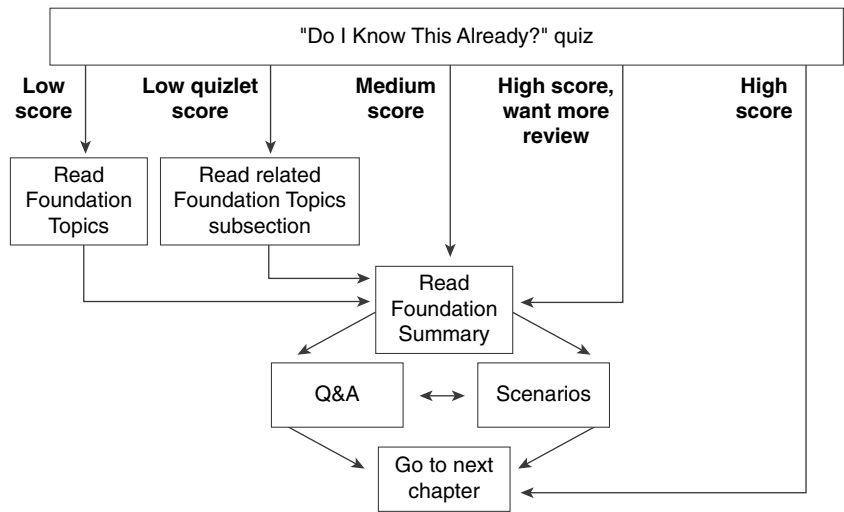 "Do I Know This Already?" quiz
Low
score
Low quizlet
score
Medium
score
High score,
want more
review
High
score
Read
Foundation
Topics
Read related
Foundation Topics
subsection
Read
Foundation
Summary
Q&A
Scenarios
Go to next
chapter